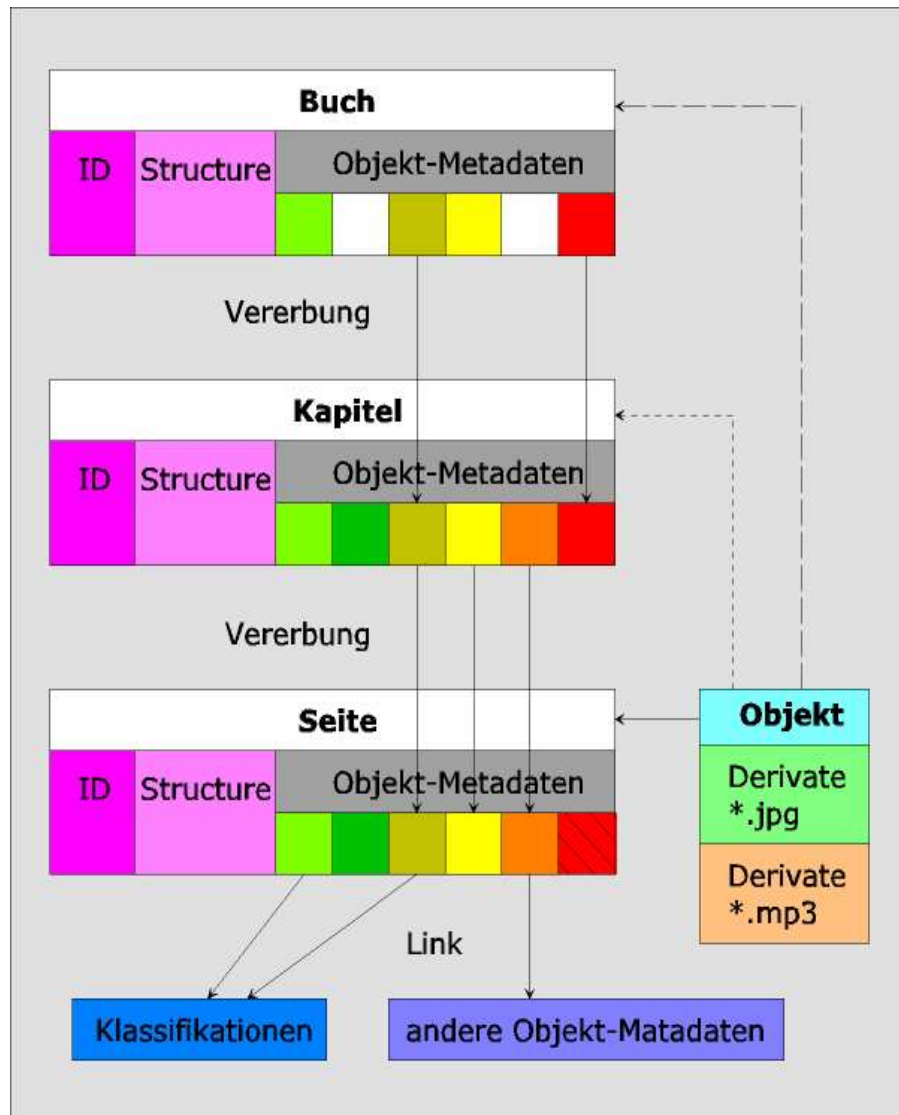 Buch
ID Structure Objekt-Metadaten
Vererbung
Kapitel
ID Structure Objekt-Metadaten
Vererbung
Seite
ID Structure Objekt-Metadaten
Objekt
Derivate
*.jpg
Derivate
*.mp3
Link
Klassifikationen
andere Objekt-Matadaten